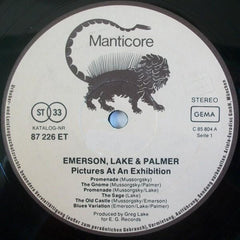 Manticore
ST 33
STEREO
GEMA
KATALOG-NR
87 226 ET
C 85 804 A
Seite 1
EMERSON, LAKE & PALMER
Pictures At An Exhibition
Promenade (Mussorgsky)
The Gnome (Mussorgsky/Palmer)
Promenade (Mussorgsky/Lake)
The Sage (Lake)
The Old Castle (Mussorgsky/Emerson)
Blues Variation (Emerson/Lake/Palmer)
Produced by Greg Lake
for E. G. Records